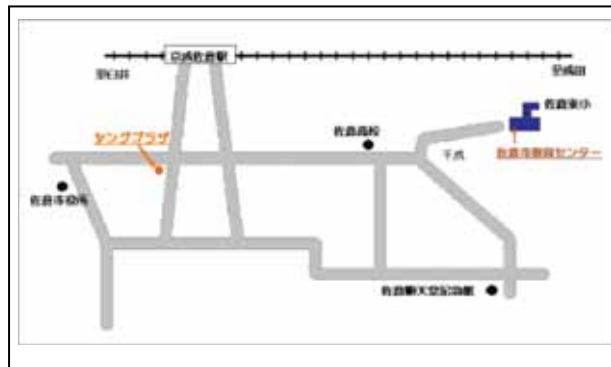 京成佐倉駅
至臼井
至成田
佐倉東小
佐倉高校
ヤングプラザ
千成
佐倉市教育センター
佐倉市役所
佐倉順天堂記念館